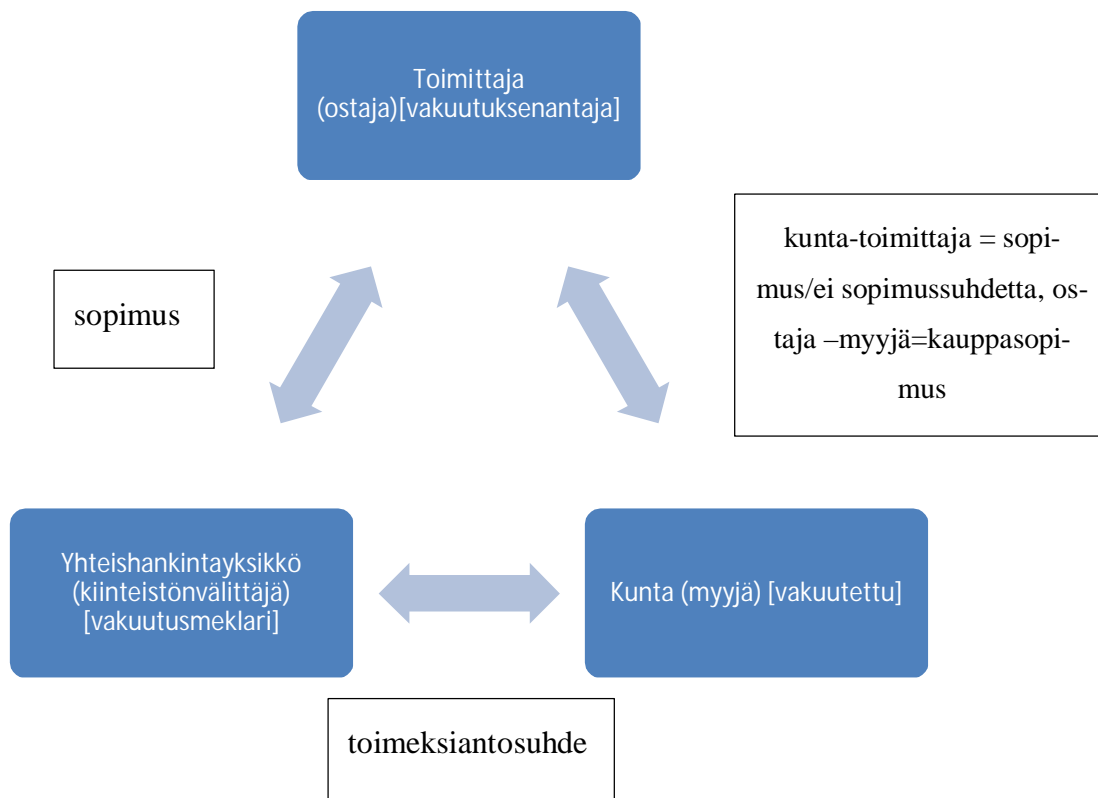 Toimittaja
(ostaja)[vakuutuksenantaja]
sopimus
kunta-toimittaja = sopi-
mus/ei sopimussuhdetta, os-
taja –myyjä=kauppasopi-
mus
Yhteishankintayksikkö
(kiinteistönvälittäjä)
[vakuutusmeklari]
Kunta (myyjä) [vakuutettu]
toimeksiantosuhde